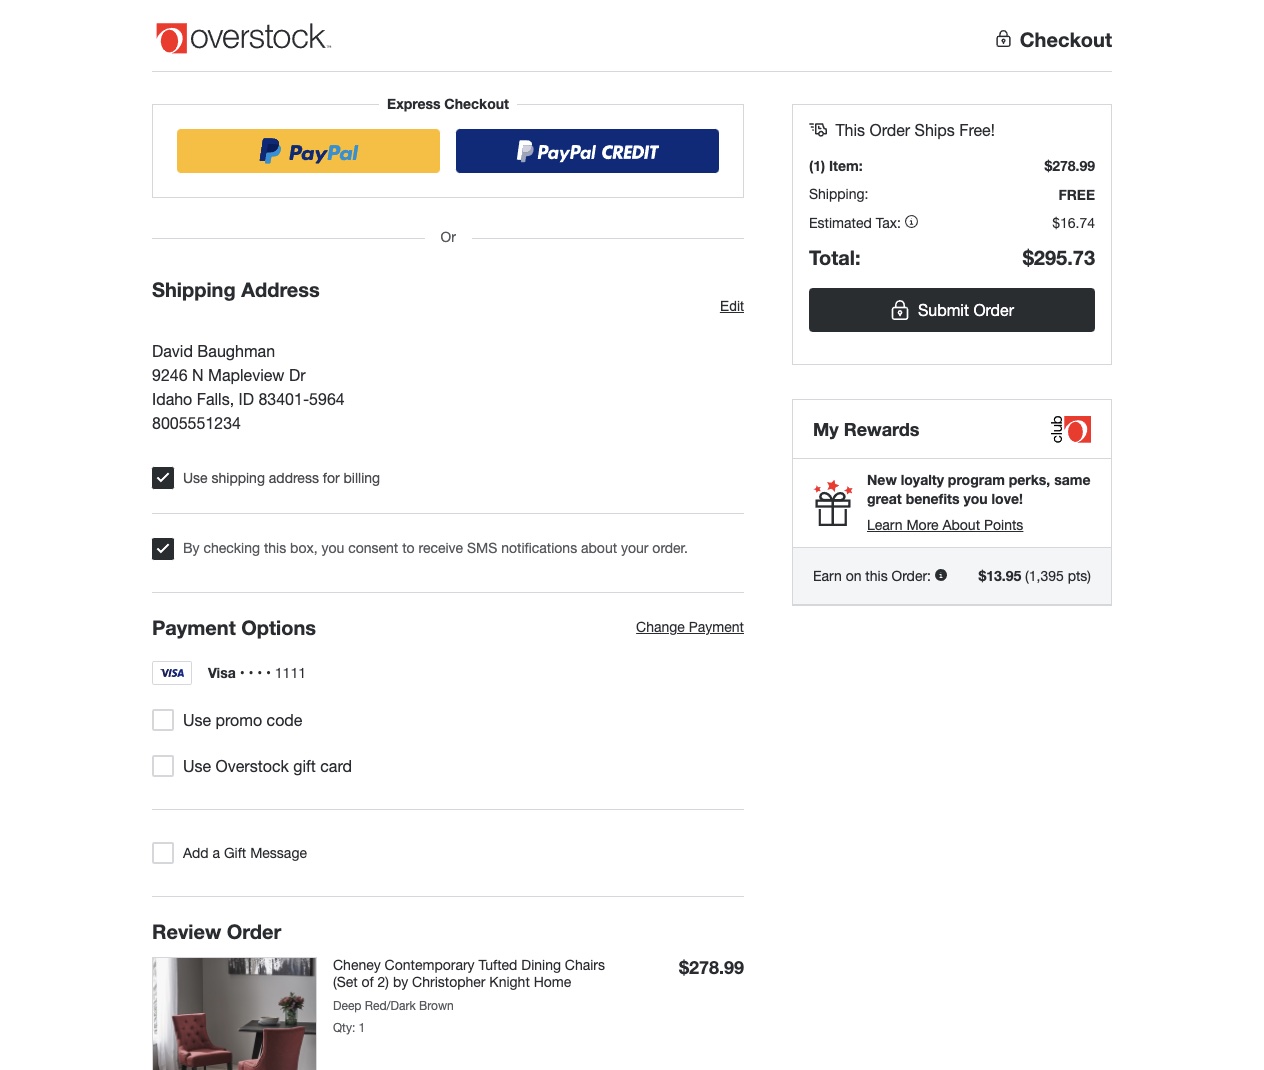 overstock™
Checkout
Express Checkout
PayPal
PayPal CREDIT
Or
Shipping Address
Edit
David Baughman
9246 N Mapleview Dr
Idaho Falls, ID 83401-5964
8005551234
Use shipping address for billing
By checking this box, you consent to receive SMS notifications about your order.
Payment Options
Change Payment
VISA Visa • • • • 1111
Use promo code
Use Overstock gift card
Add a Gift Message
Review Order
Cheney Contemporary Tufted Dining Chairs
(Set of 2) by Christopher Knight Home
$278.99
Deep Red/Dark Brown
Qty: 1
This Order Ships Free!
(1) Item: $278.99
Shipping: FREE
Estimated Tax: $16.74
Total: $295.73
Submit Order
My Rewards
club O
New loyalty program perks, same
great benefits you love!
Learn More About Points
Earn on this Order: $13.95 (1,395 pts)